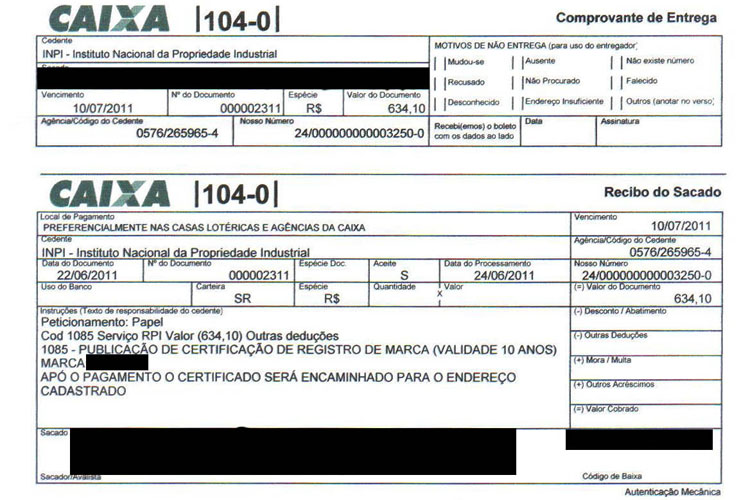 CAIXA |104-0| Comprovante de Entrega
Cedente
INPI - Instituto Nacional da Propriedade Industrial
MOTIVOS DE NÃO ENTREGA (para uso do entregador)
Mudou-se Ausente Não existe número
Recusado Não Procurado Falecido
Desconhecido Endereço Insuficiente Outros (anotar no verso)
Vencimento Nº do Documento Espécie Valor do Documento
10/07/2011 000002311 R$ 634,10
Agência/Código do Cedente Nosso Número
0576/265965-4 24/000000000003250-0
Recebi(emos) o boleto com os dados ao lado
Data Assinatura
CAIXA |104-0| Recibo do Sacado
Local de Pagamento Vencimento
PREFERENCIALMENTE NAS CASAS LOTÉRICAS E AGÊNCIAS DA CAIXA 10/07/2011
Cedente Agência/Código do Cedente
INPI - Instituto Nacional da Propriedade Industrial 0576/265965-4
Data do Documento Nº do Documento Espécie Doc. Aceite Data do Processamento Nosso Número
22/06/2011 000002311 S 24/06/2011 24/000000000003250-0
Uso do Banco Carteira Espécie Quantidade Valor (=) Valor do Documento
SR R$ X 634,10
Instruções (Texto de responsabilidade do cedente) (-) Desconto / Abatimento
Peticionamento: Papel
Cod 1085 Serviço RPI Valor (634,10) Outras deduções (-) Outras Deduções
1085 - PUBLICAÇÃO DE CERTIFICAÇÃO DE REGISTRO DE MARCA (VALIDADE 10 ANOS)
MARCA (+) Mora / Multa
APÓ O PAGAMENTO O CERTIFICADO SERÁ ENCAMINHADO PARA O ENDEREÇO
CADASTRADO (+) Outros Acréscimos
(=) Valor Cobrado
Sacado
Sacador/Avalista Código de Baixa
Autenticação Mecânica